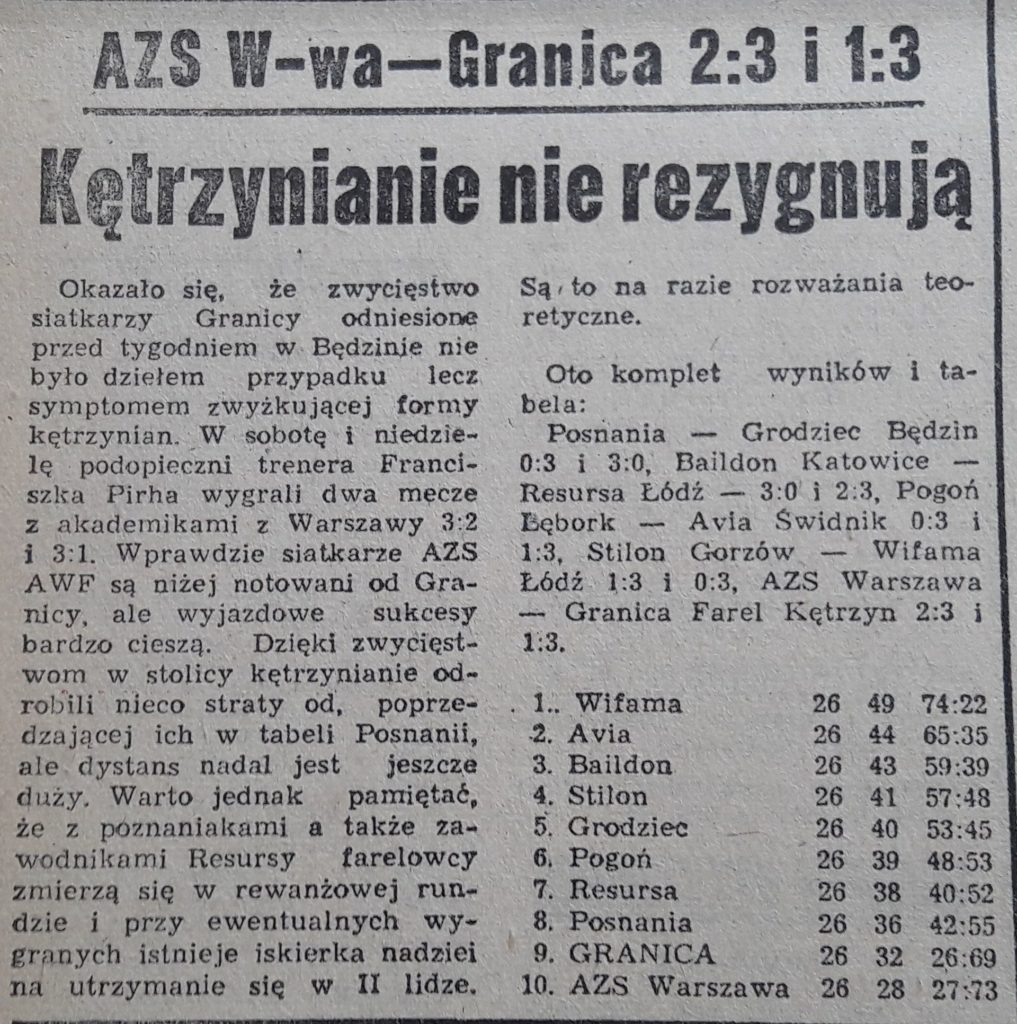 AZS W-wa—Granica 2:3 i 1:3
Kętrzynianie nie rezygnują
Okazało się, że zwycięstwo
siatkarzy Granicy odniesione
przed tygodniem w Będzinie nie
było dziełem przypadku lecz
symptomem zwyżkującej formy
kętrzynian. W sobotę i niedzie-
lę podopieczni trenera Franci-
szka Pirha wygrali dwa mecze
z akademikami z Warszawy 3:2
i 3:1. Wprawdzie siatkarze AZS
AWF są niżej notowani od Gra-
nicy, ale wyjazdowe sukcesy
bardzo cieszą. Dzięki zwycięst-
wom w stolicy kętrzynianie od-
robili nieco straty od, poprze-
dzającej ich w tabeli Posnanii,
ale dystans nadal jest jeszcze
duży. Warto jednak pamiętać,
że z poznaniakami a także za-
wodnikami Resursy farelowcy
zmierzą się w rewanżowej run-
dzie i przy ewentualnych wy-
granych istnieje iskierka nadziei
na utrzymanie się w II lidze.
Są to na razie rozważania teo-
retyczne.
Oto komplet wyników i ta-
bela:
Posnania — Grodziec Będzin
0:3 i 3:0, Baildon Katowice —
Resursa Łódź — 3:0 i 2:3, Pogoń
Lębork — Avia Świdnik 0:3 i
1:3, Stilon Gorzów — Wifama
Łódź 1:3 i 0:3, AZS Warszawa
— Granica Farel Kętrzyn 2:3 i
1:3.
1.. Wifama 26 49 74:22
2. Avia 26 44 65:35
3. Baildon 26 43 59:39
4. Stilon 26 41 57:48
5. Grodziec 26 40 53:45
6. Pogoń 26 39 48:53
7. Resursa 26 38 40:52
8. Posnania 26 36 42:55
9. GRANICA 26 32 26:69
10. AZS Warszawa 26 28 27:73